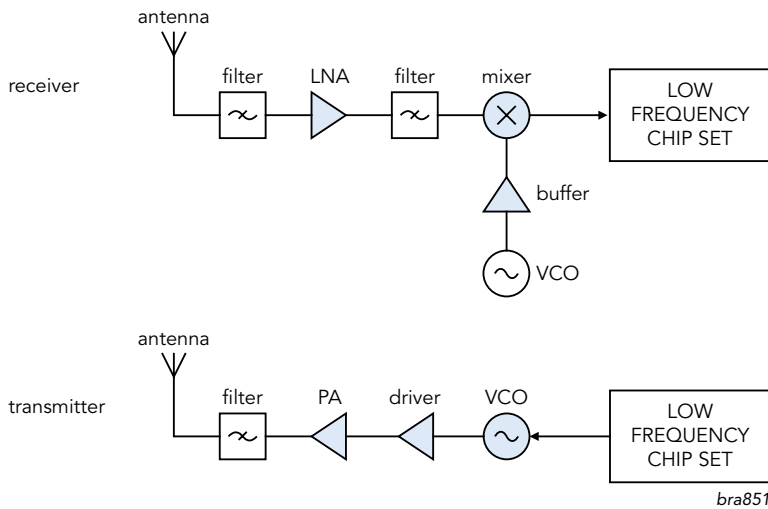 antenna
receiver
filter
LNA
filter
mixer
LOW
FREQUENCY
CHIP SET
buffer
VCO
antenna
transmitter
filter
PA
driver
VCO
LOW
FREQUENCY
CHIP SET
bra851